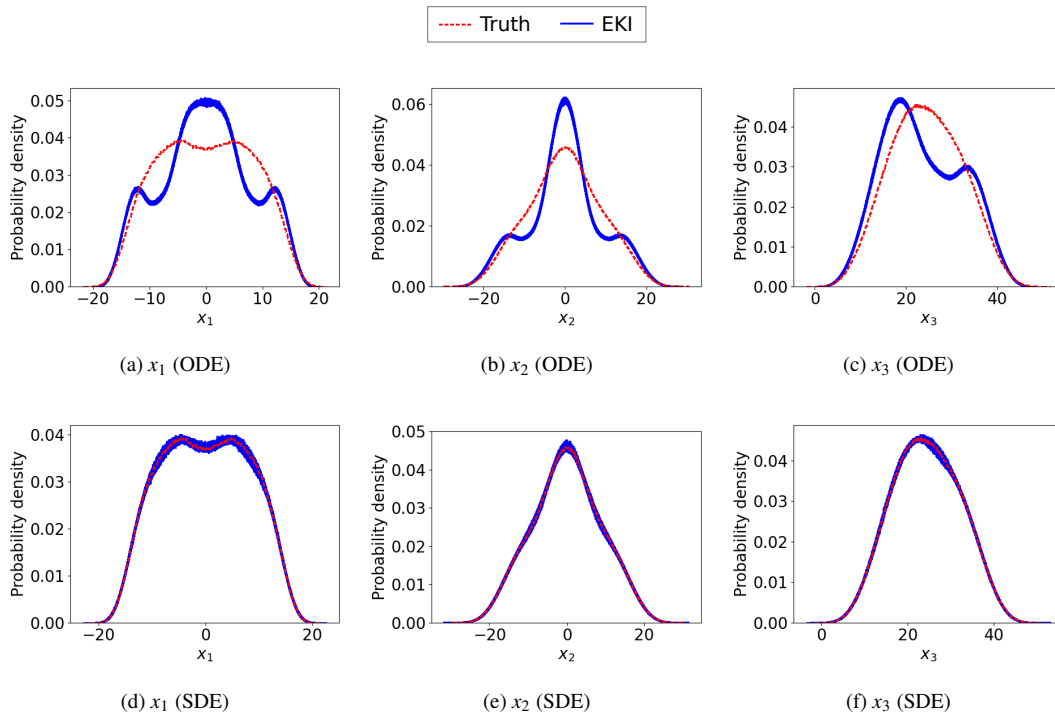 Truth EKI
Probability density
0.05
0.04
0.03
0.02
0.01
0.00
−20 −10 0 10 20
x₁
(a) x₁ (ODE)
Probability density
0.06
0.04
0.02
0.00
−20 0 20
x₂
(b) x₂ (ODE)
Probability density
0.04
0.03
0.02
0.01
0.00
0 20 40
x₃
(c) x₃ (ODE)
Probability density
0.04
0.03
0.02
0.01
0.00
−20 0 20
x₁
(d) x₁ (SDE)
Probability density
0.05
0.04
0.03
0.02
0.01
0.00
−20 0 20
x₂
(e) x₂ (SDE)
Probability density
0.04
0.03
0.02
0.01
0.00
0 20 40
x₃
(f) x₃ (SDE)